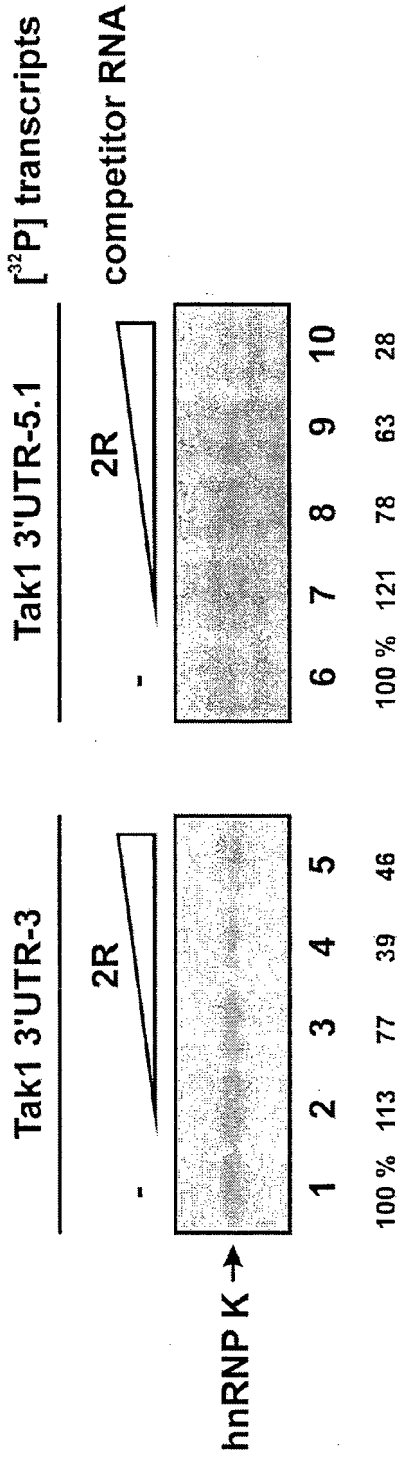 Tak1 3'UTR-3 Tak1 3'UTR-5.1 [³²P] transcripts
- 2R - 2R competitor RNA
hnRNP K →
1 2 3 4 5 6 7 8 9 10
100 % 113 77 39 46 100 % 121 78 63 28